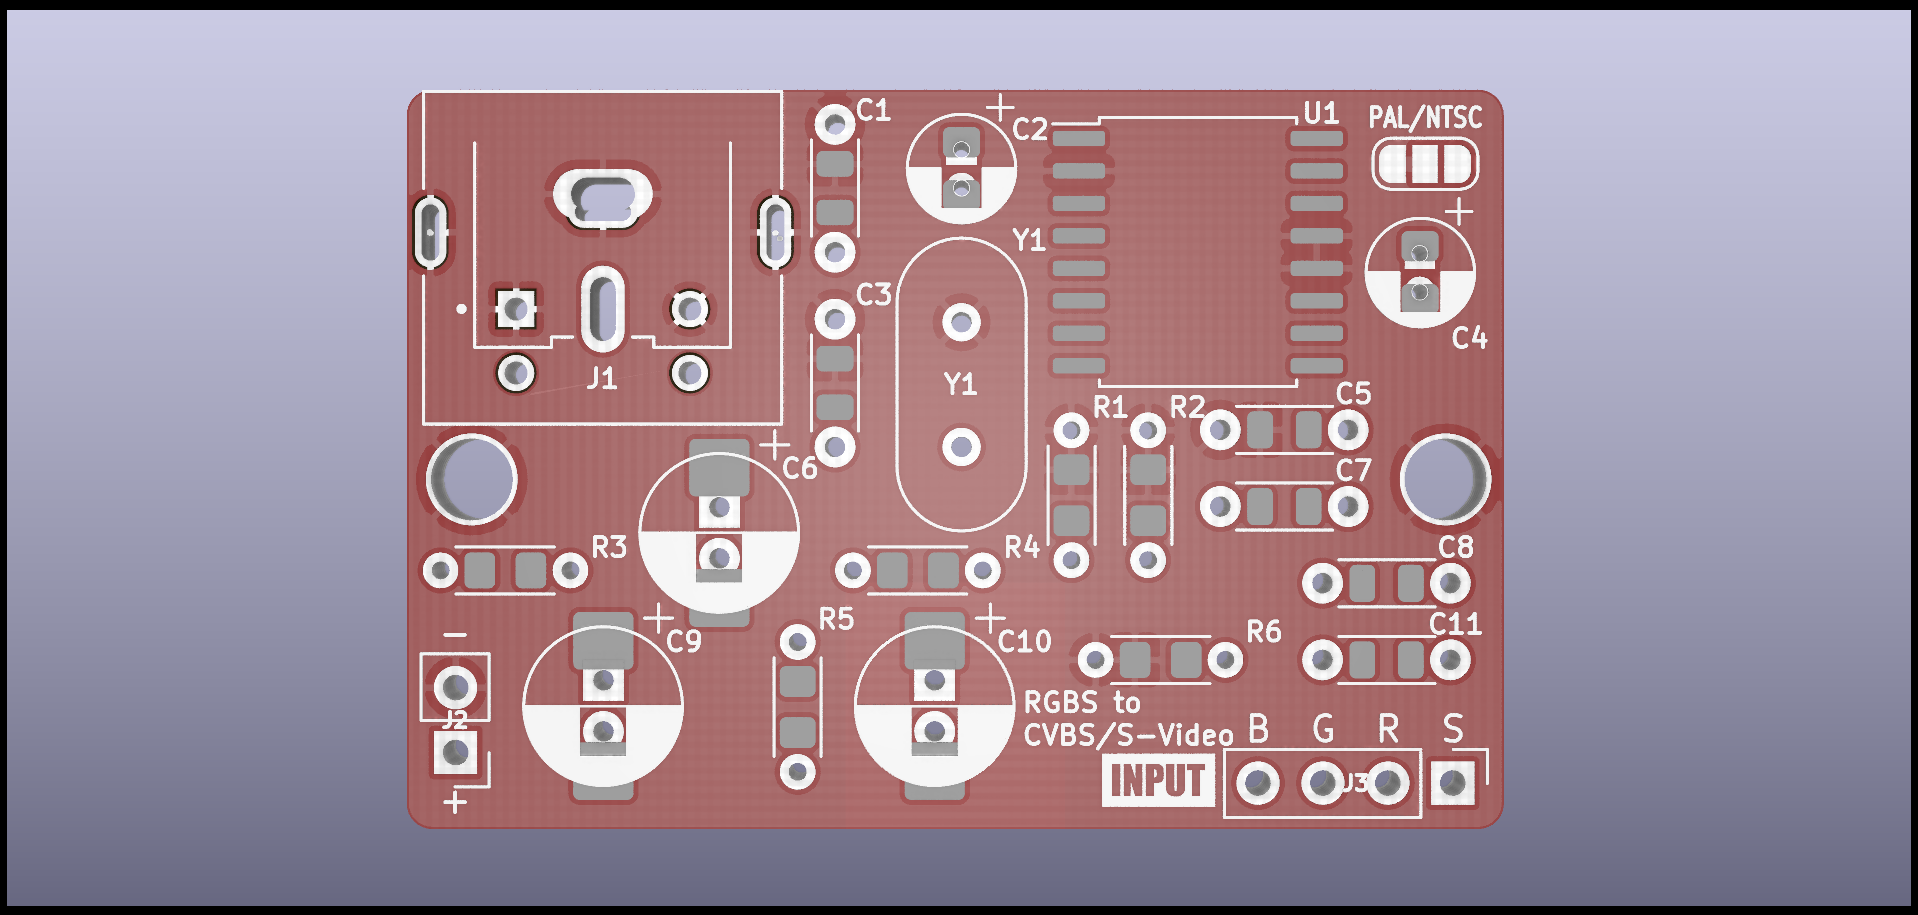 C1
C2
U1
PAL/NTSC
Y1
C3
C4
J1
Y1
C5
R1
R2
C6
C7
R3
R4
C8
C9
R5
C10
R6
C11
RGBS to
CVBS/S-Video
J2
B G R S
INPUT
J3